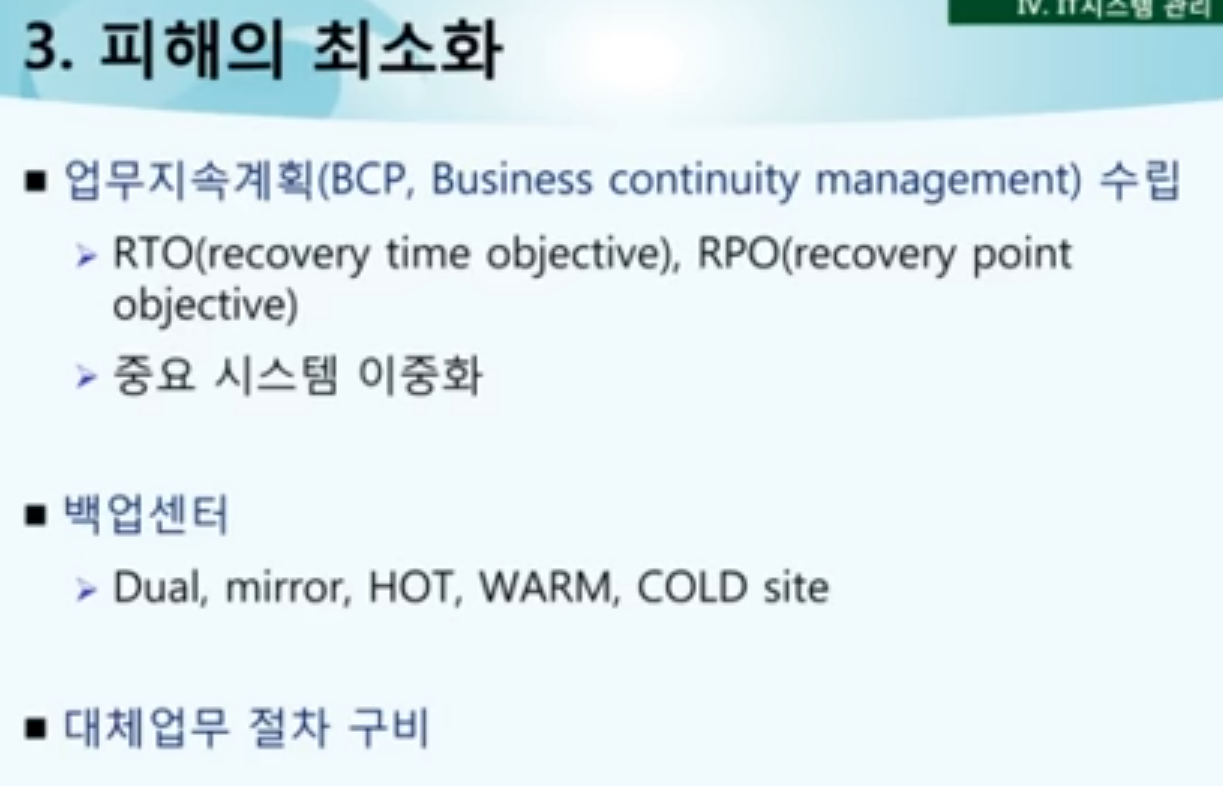 IV. IT시스템 관리
3. 피해의 최소화
■ 업무지속계획(BCP, Business continuity management) 수립
➢ RTO(recovery time objective), RPO(recovery point
objective)
➢ 중요 시스템 이중화
■ 백업센터
➢ Dual, mirror, HOT, WARM, COLD site
■ 대체업무 절차 구비